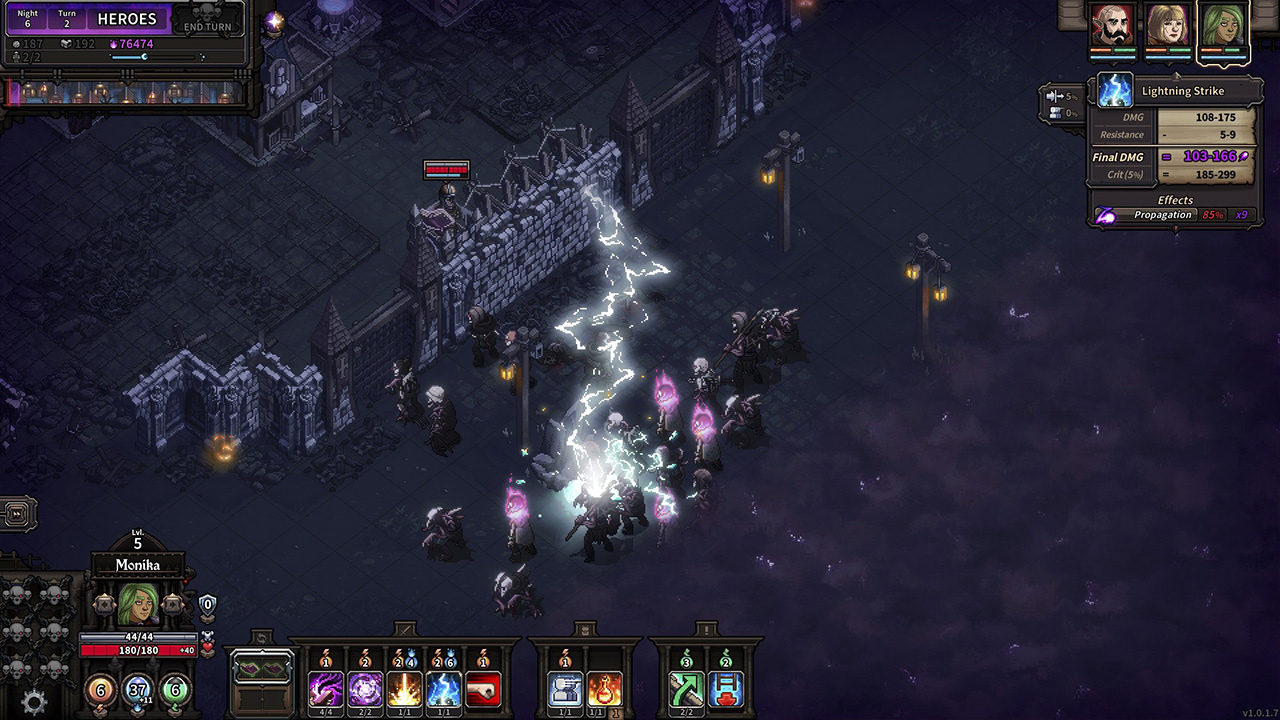 Night
6
Turn
2
HEROES
END TURN
187
192
76474
2/2
5%
0%
Lightning Strike
DMG 108-175
Resistance - 5-9
Final DMG = 103-166
Crit (5%) = 185-299
Effects
Propagation 85% x9
Lvl.
5
Monika
0
44/44
180/180 +40
6 37 +11 6
1 2 2 4 2 6 1 1 3 2
4/4 2/2 1/1 1/1 1/1 1/1 1 2/2
v1.0.1.7